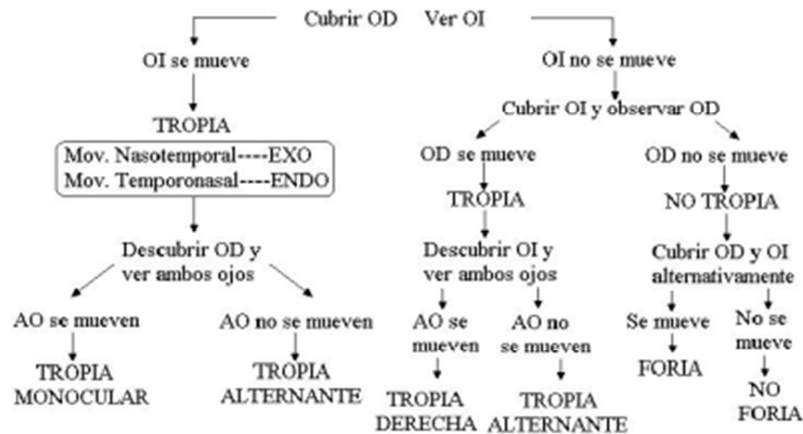 Cubrir OD Ver OI
OI se mueve
OI no se mueve
Cubrir OI y observar OD
TROPIA
Mov. Nasotemporal----EXO
Mov. Temporonasal----ENDO
OD se mueve
OD no se mueve
TROPIA
NO TROPIA
Descubrir OD y
ver ambos ojos
Descubrir OI y
ver ambos ojos
Cubrir OD y OI
alternativamente
AO se mueven
AO no se mueven
AO se
mueven
AO no
se mueven
Se mueve
No se
mueve
TROPIA
MONOCULAR
TROPIA
ALTERNANTE
TROPIA
DERECHA
TROPIA
ALTERNANTE
FORIA
NO
FORIA